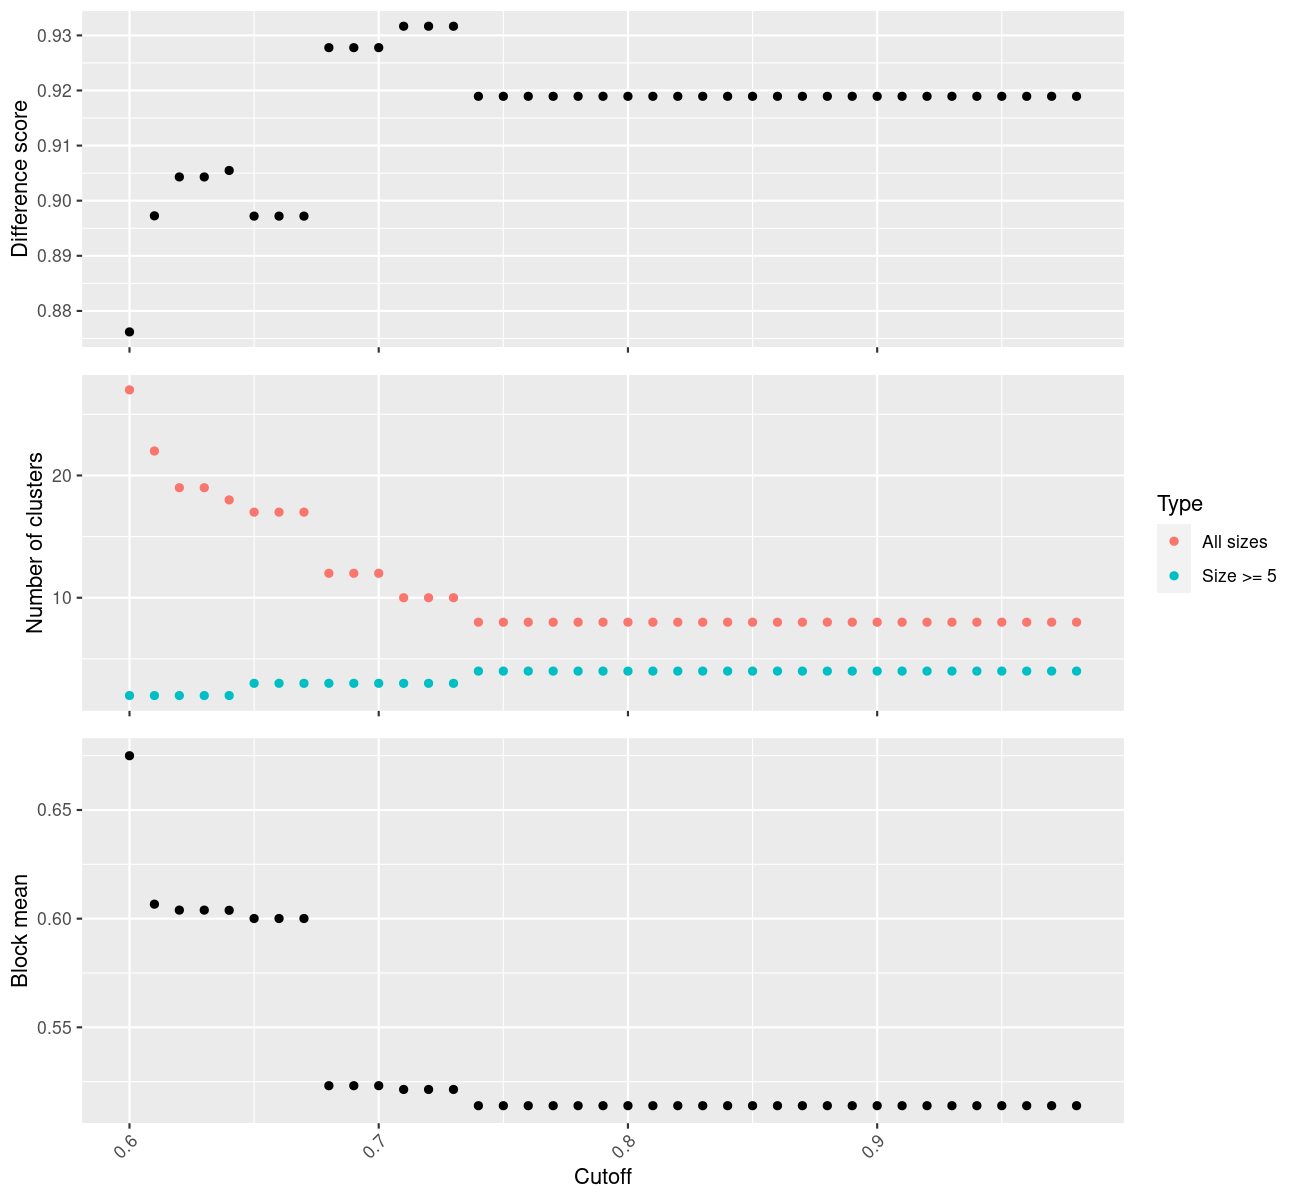 Difference score
0.93
0.92
0.91
0.90
0.89
0.88
Number of clusters
20
10
Type
All sizes
Size >= 5
Block mean
0.65
0.60
0.55
0.6
0.7
0.8
0.9
Cutoff